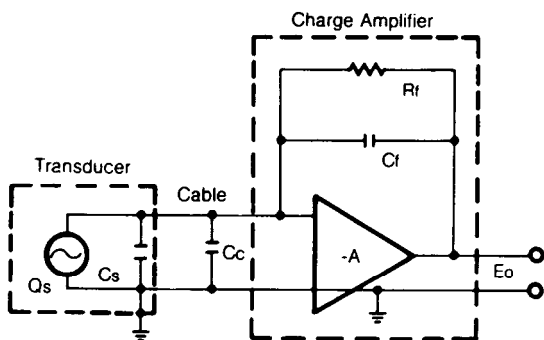 Charge Amplifier
Rf
Cf
Transducer
Cable
-A
Cc
Cs
Qs
Eo